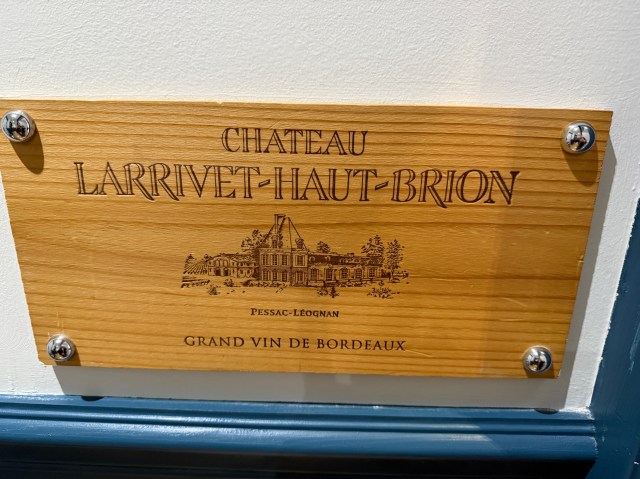 CHATEAU
LARRIVET-HAUT-BRION
PESSAC-LÉOGNAN
GRAND VIN DE BORDEAUX